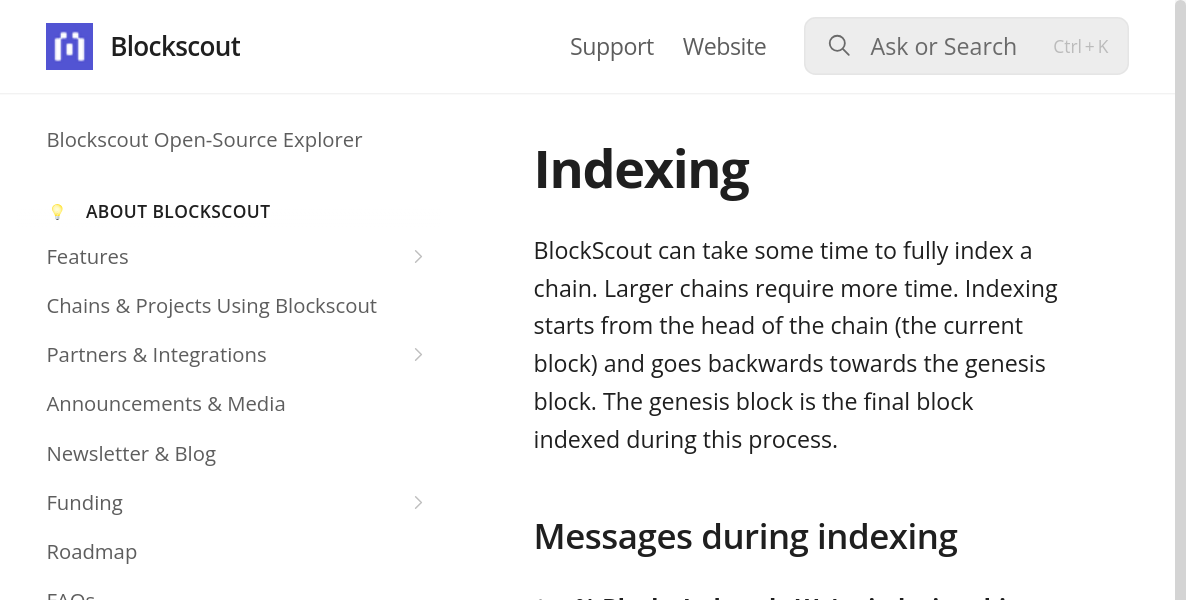 Blockscout
Support
Website
Ask or Search
Ctrl + K
Blockscout Open-Source Explorer
ABOUT BLOCKSCOUT
Features
Chains & Projects Using Blockscout
Partners & Integrations
Announcements & Media
Newsletter & Blog
Funding
Roadmap
FAQs
Indexing
BlockScout can take some time to fully index a
chain. Larger chains require more time. Indexing
starts from the head of the chain (the current
block) and goes backwards towards the genesis
block. The genesis block is the final block
indexed during this process.
Messages during indexing